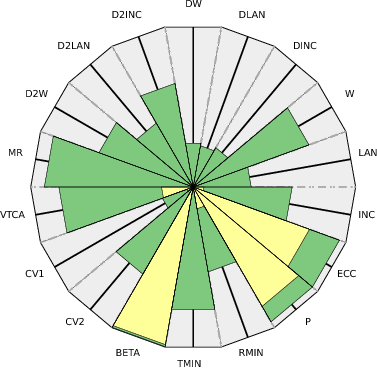 DW
D2INC
DLAN
D2LAN
DINC
D2W
W
MR
LAN
VTCA
INC
CV1
ECC
CV2
P
BETA
RMIN
TMIN